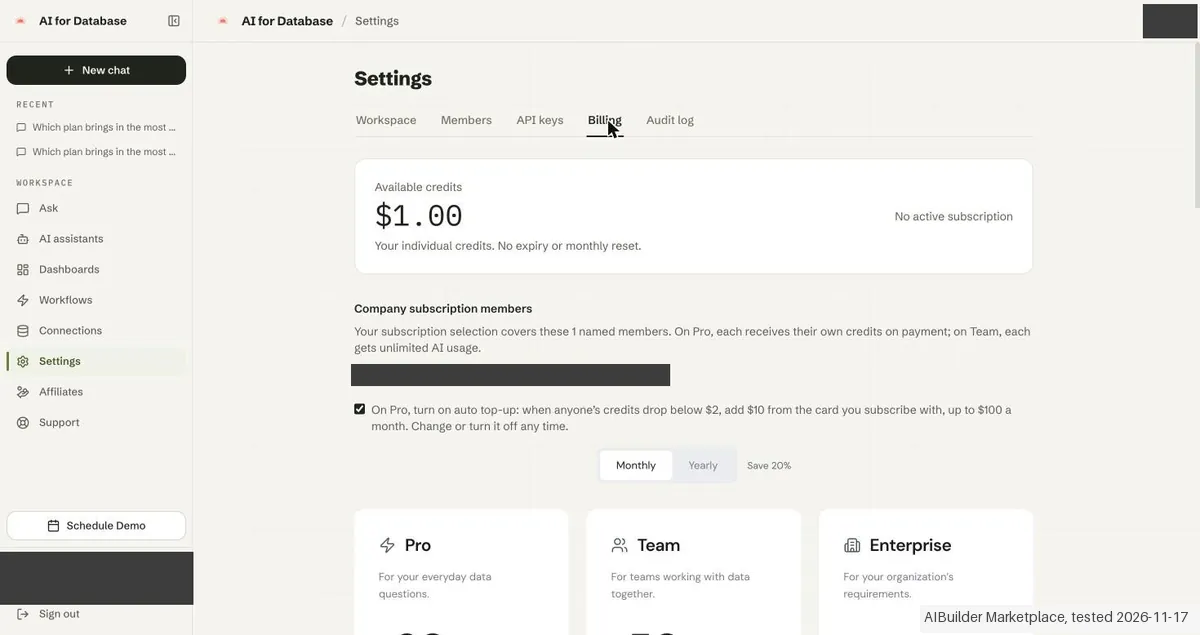 AI for Database
AI for Database / Settings
New chat
RECENT
Which plan brings in the most ...
Which plan brings in the most ...
WORKSPACE
Ask
AI assistants
Dashboards
Workflows
Connections
Settings
Affiliates
Support
Schedule Demo
Sign out
Settings
Workspace Members API keys Billing Audit log
Available credits
$1.00
No active subscription
Your individual credits. No expiry or monthly reset.
Company subscription members
Your subscription selection covers these 1 named members. On Pro, each receives their own credits on payment; on Team, each
gets unlimited AI usage.
On Pro, turn on auto top-up: when anyone's credits drop below $2, add $10 from the card you subscribe with, up to $100 a
month. Change or turn it off any time.
Monthly Yearly Save 20%
Pro
For your everyday data
questions.
Team
For teams working with data
together.
Enterprise
For your organization's
requirements.
AIBuilder Marketplace, tested 2026-11-17